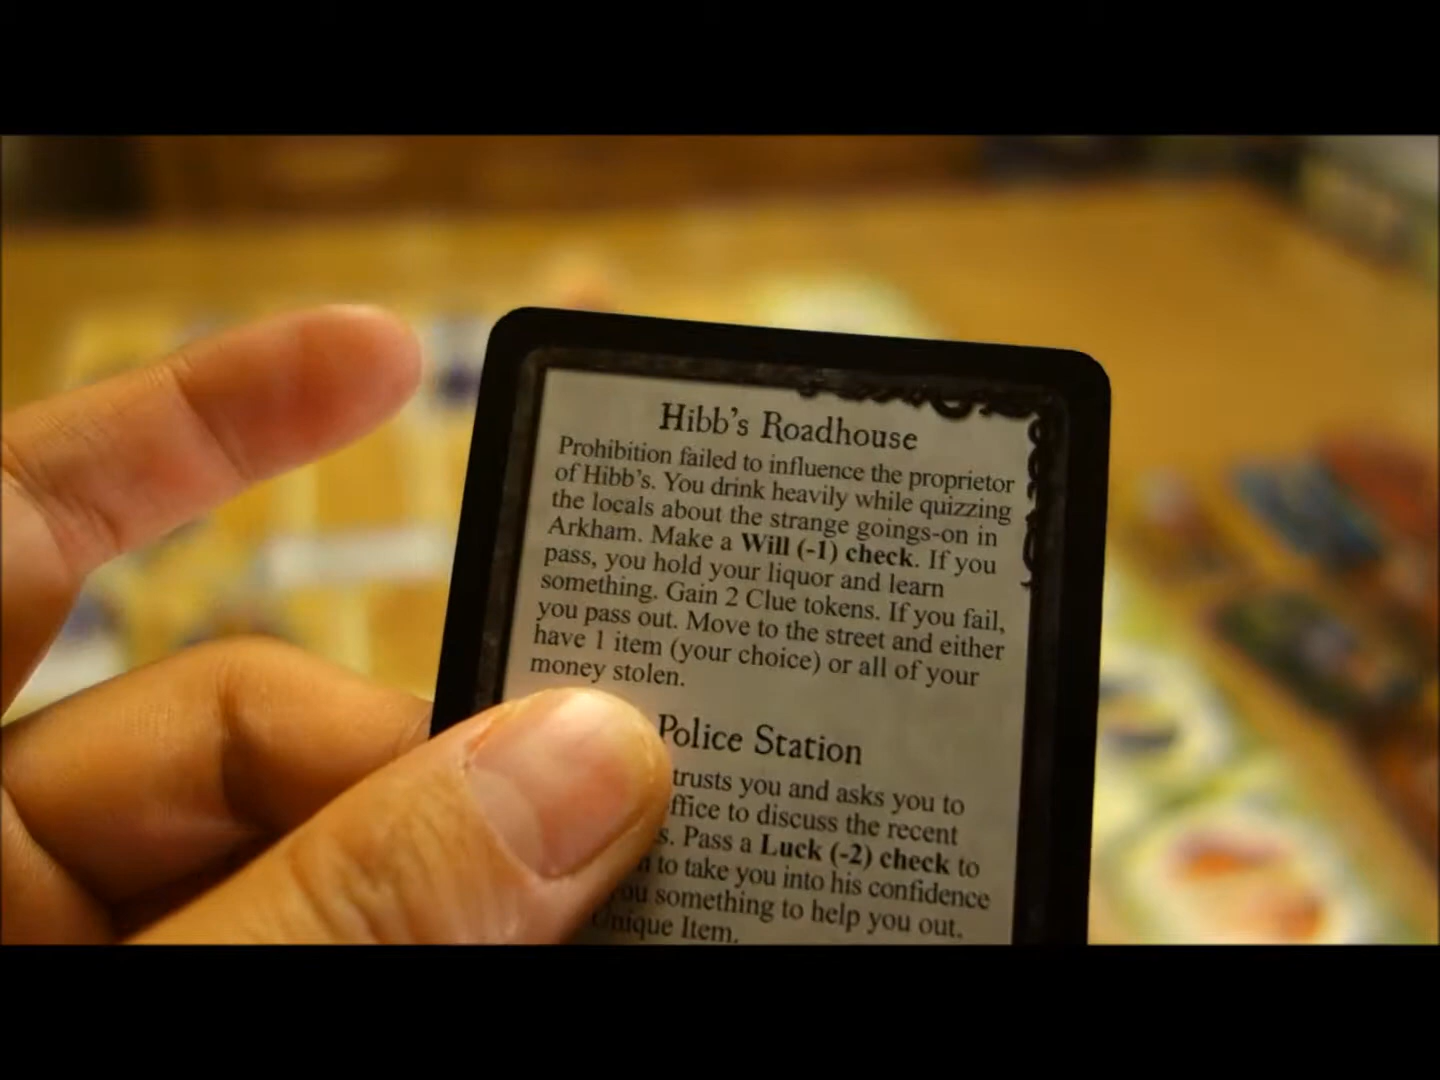 Hibb's Roadhouse
Prohibition failed to influence the proprietor
of Hibb's. You drink heavily while quizzing
the locals about the strange goings-on in
Arkham. Make a Will (-1) check. If you
pass, you hold your liquor and learn
something. Gain 2 Clue tokens. If you fail,
you pass out. Move to the street and either
have 1 item (your choice) or all of your
money stolen.
Police Station
trusts you and asks you to
to discuss the recent
Pass a Luck (-2) check to
to take you into his confidence
something to help you out.
Unique Item.